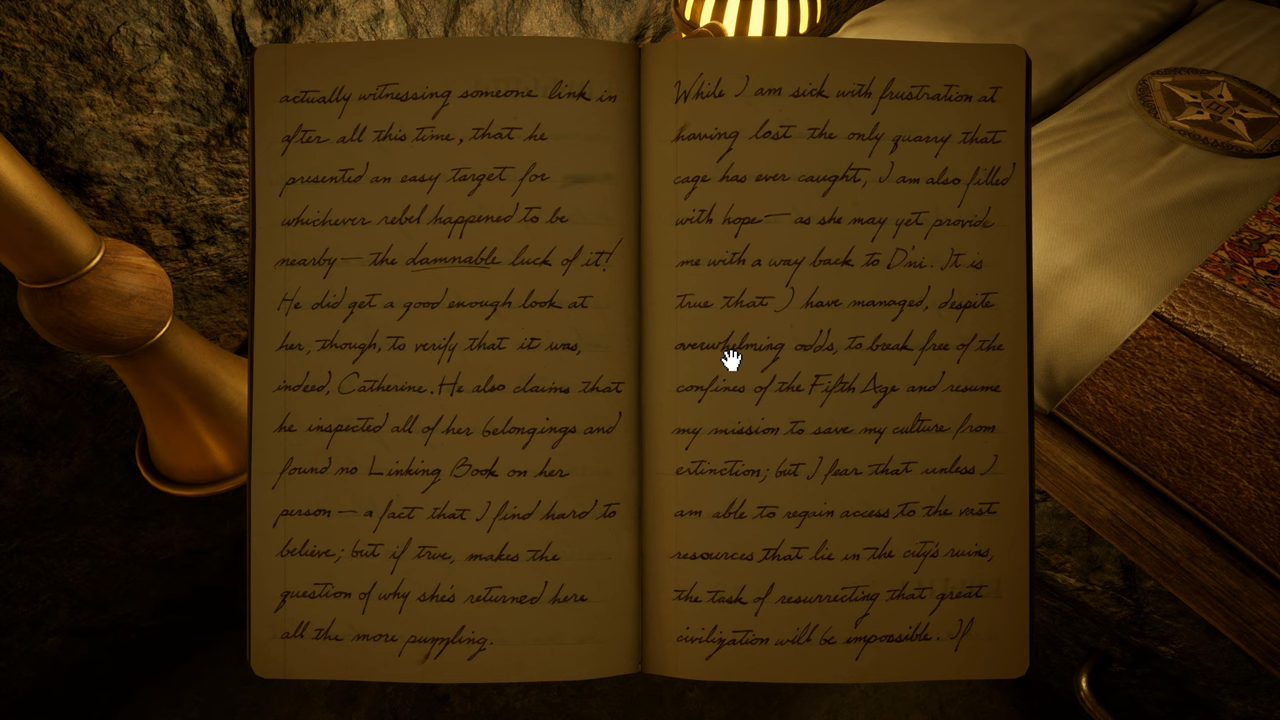 actually witnessing someone link in
after all this time, that he
presented an easy target for
whichever rebel happened to be
nearby — the damnable luck of it!
He did get a good enough look at
her, though, to verify that it was,
indeed, Catherine. He also claims that
he inspected all of her belongings and
found no Linking Book on her
person — a fact that I find hard to
believe; but if true, makes the
question of why she's returned here
all the more puzzling.
While I am sick with frustration at
having lost the only quarry that
cage has ever caught, I am also filled
with hope — as she may yet provide
me with a way back to D'ni. It is
true that I have managed, despite
overwhelming odds, to break free of the
confines of the Fifth Age and resume
my mission to save my culture from
extinction; but I fear that unless I
am able to regain access to the vast
resources that lie in the city's ruins,
the task of resurrecting that great
civilization will be impossible. If